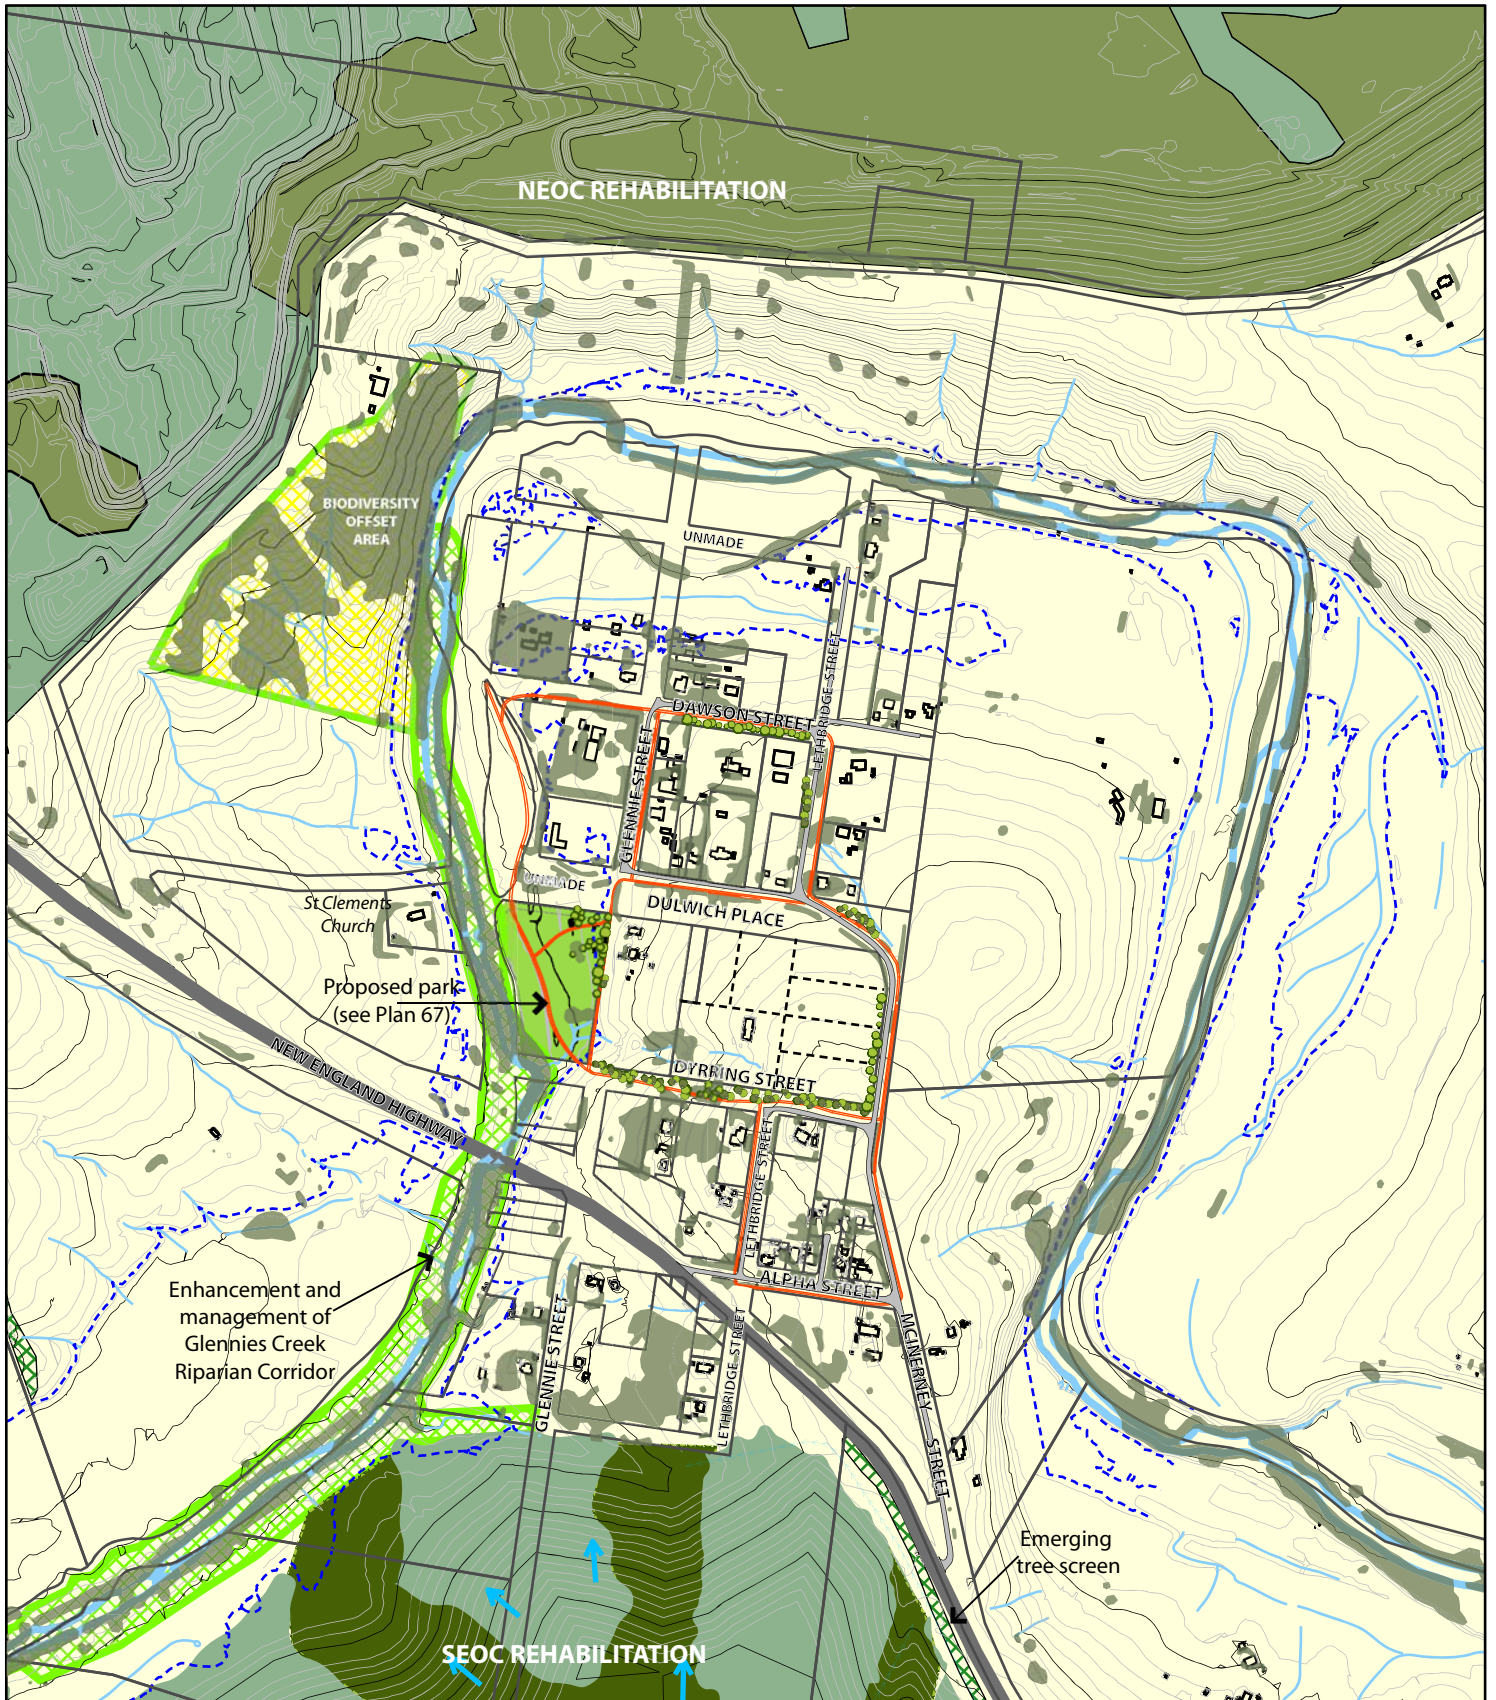 NEOC REHABILITATION
BIODIVERSITY
OFFSET
AREA
UNMADE
LETHBRIDGE STREET
DAWSON STREET
GLENNIE STREET
LETHBRIDGE STREET
UNMADE
DULWICH PLACE
St Clements
Church
Proposed park
(see Plan 67)
NEW ENGLAND HIGHWAY
DYRRING STREET
LETHBRIDGE STREET
ALPHA STREET
Enhancement and
management of
Glennies Creek
Riparian Corridor
GLENNIE STREET
LETHBRIDGE STREET
MCINERNEY STREET
Emerging
tree screen
SEOC REHABILITATION